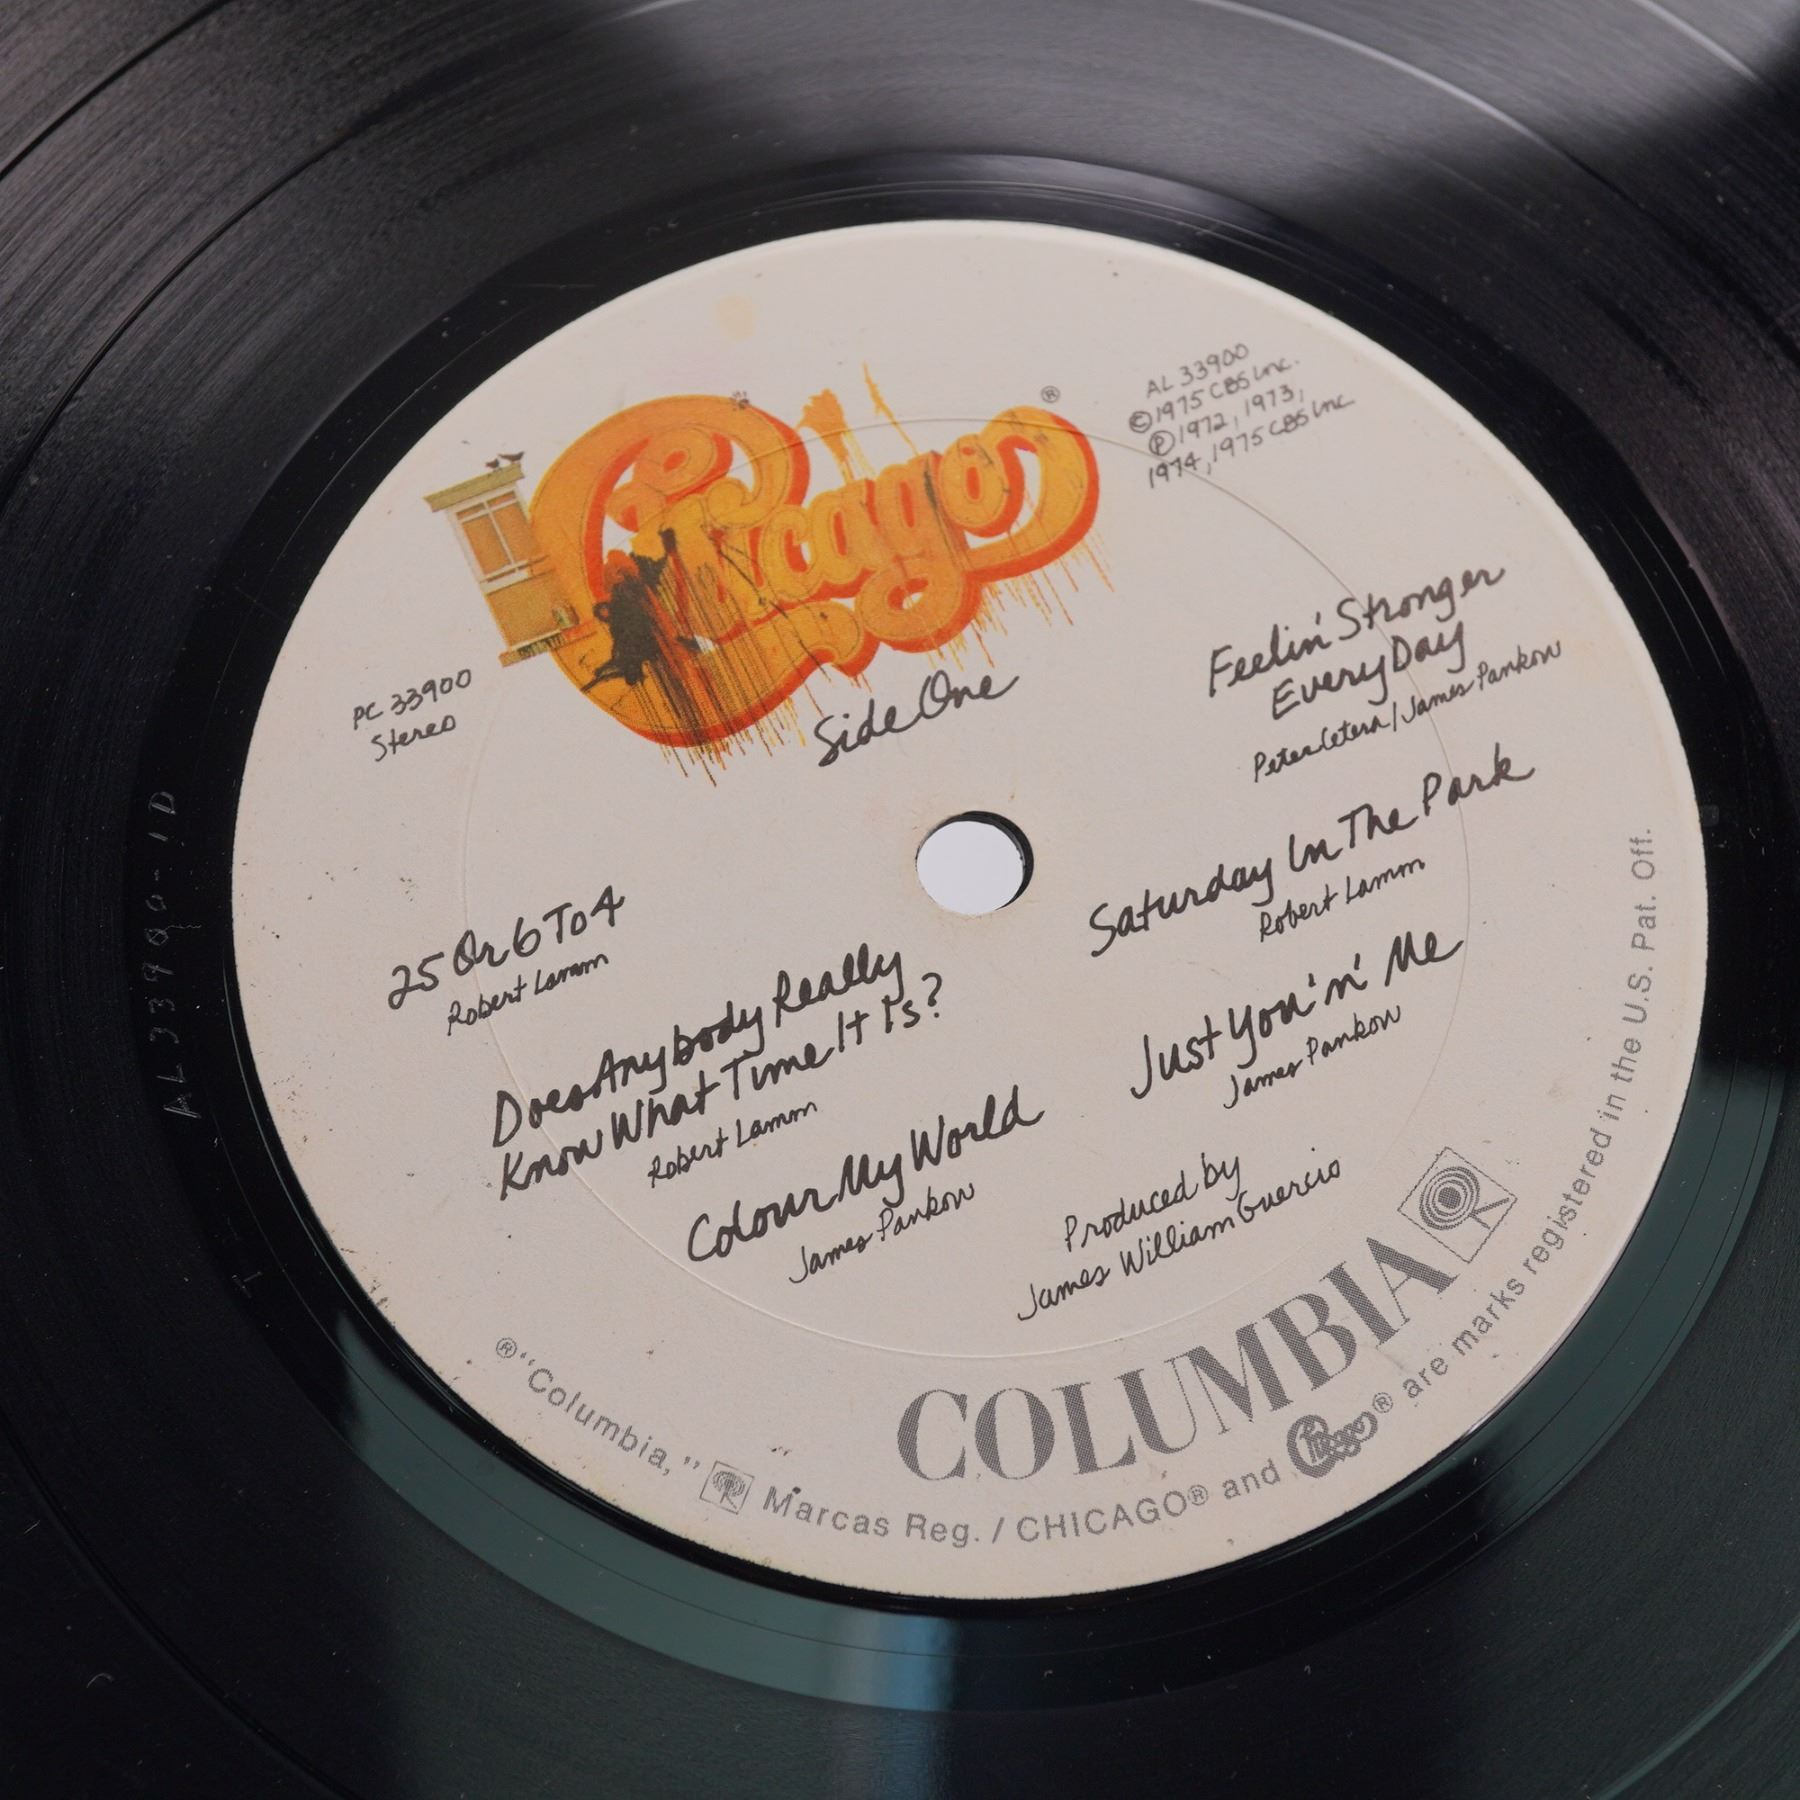 Chicago®
AL 33900
©1975 CBS Inc.
℗1972, 1973,
1974, 1975 CBS Inc.
PC 33900
Stereo
Side One
25 Or 6 To 4
Robert Lamm
Does Anybody Really
Know What Time It Is?
Robert Lamm
Colour My World
James Pankow
Feelin' Stronger
Every Day
Peter Cetera/James Pankow
Saturday In The Park
Robert Lamm
Just You 'n' Me
James Pankow
Produced by
James William Guercio
COLUMBIA
®"Columbia," Marcas Reg. / CHICAGO® and Chicago® are marks registered in the U.S. Pat. Off.
AL 33900-1D